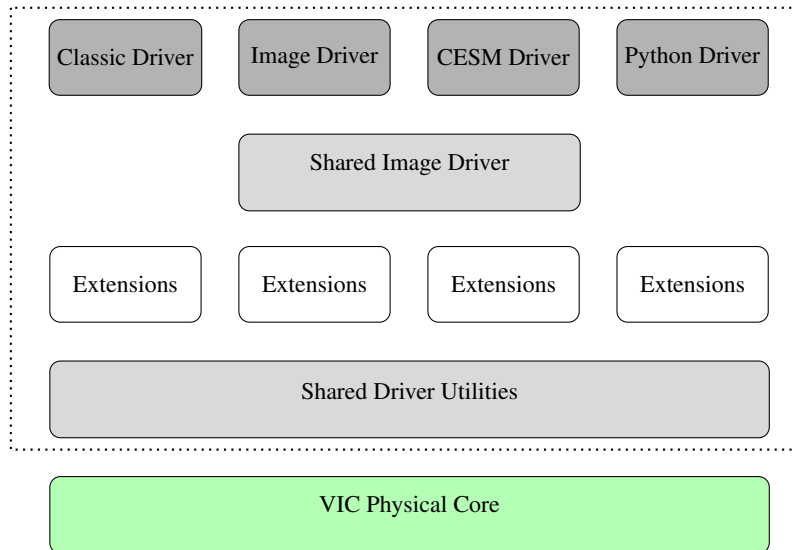 Classic Driver
Image Driver
CESM Driver
Python Driver
Shared Image Driver
Extensions
Extensions
Extensions
Extensions
Shared Driver Utilities
VIC Physical Core